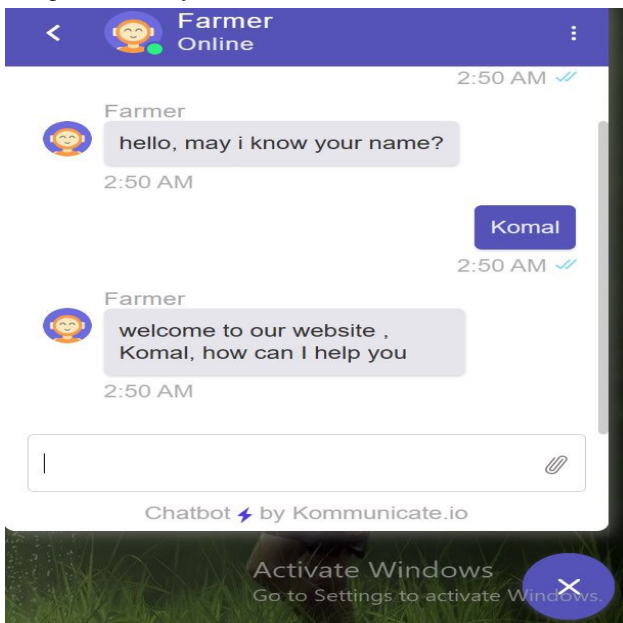 Farmer
Online
2:50 AM
Farmer
hello, may i know your name?
2:50 AM
Komal
2:50 AM
Farmer
welcome to our website ,
Komal, how can I help you
2:50 AM
Chatbot by Kommunicate.io
Activate Windows
Go to Settings to activate Windows.